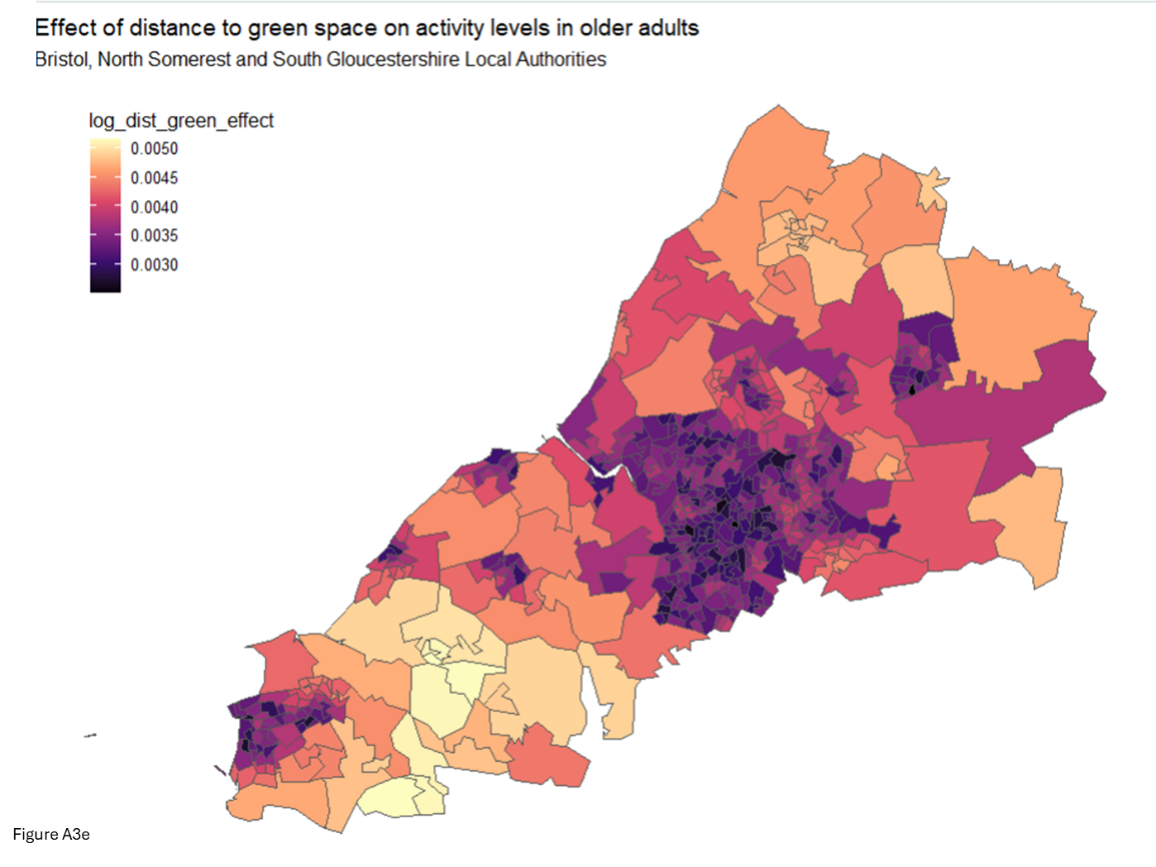 Effect of distance to green space on activity levels in older adults
Bristol, North Somerest and South Gloucestershire Local Authorities
log_dist_green_effect
0.0050
0.0045
0.0040
0.0035
0.0030
Figure A3e